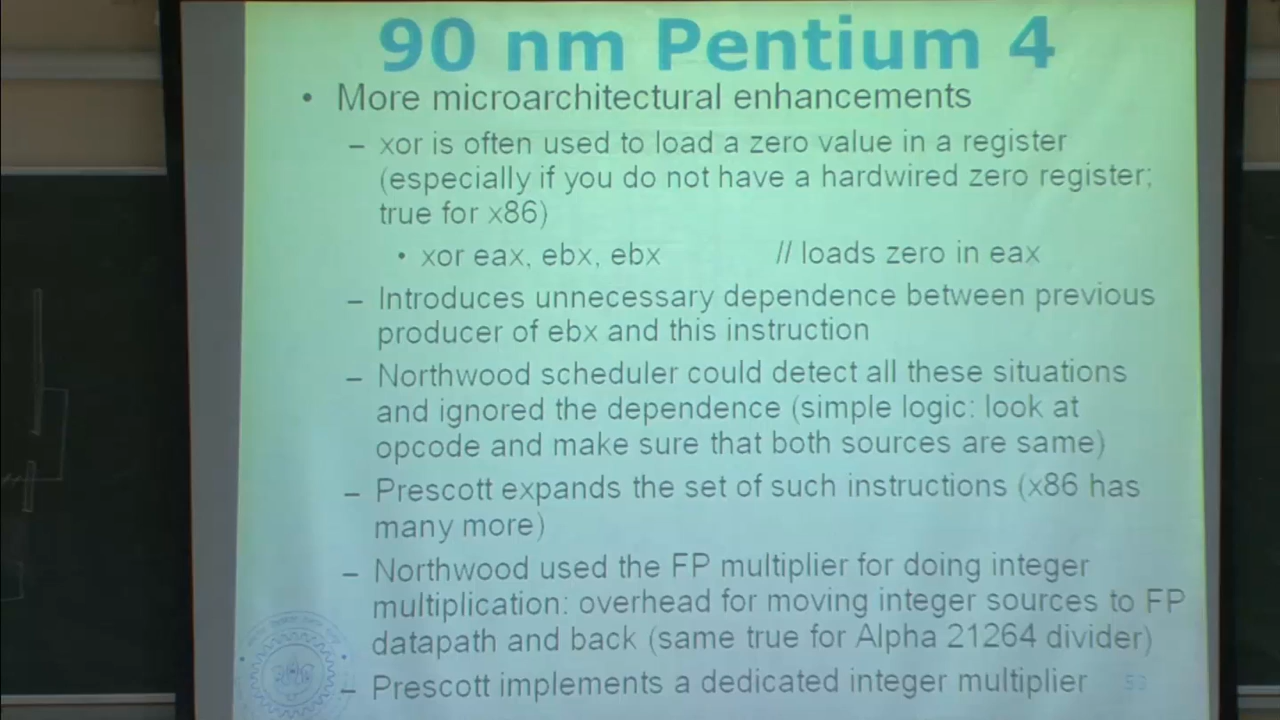 90 nm Pentium 4
• More microarchitectural enhancements
– xor is often used to load a zero value in a register
(especially if you do not have a hardwired zero register;
true for x86)
• xor eax, ebx, ebx // loads zero in eax
– Introduces unnecessary dependence between previous
producer of ebx and this instruction
– Northwood scheduler could detect all these situations
and ignored the dependence (simple logic: look at
opcode and make sure that both sources are same)
– Prescott expands the set of such instructions (x86 has
many more)
– Northwood used the FP multiplier for doing integer
multiplication: overhead for moving integer sources to FP
datapath and back (same true for Alpha 21264 divider)
– Prescott implements a dedicated integer multiplier